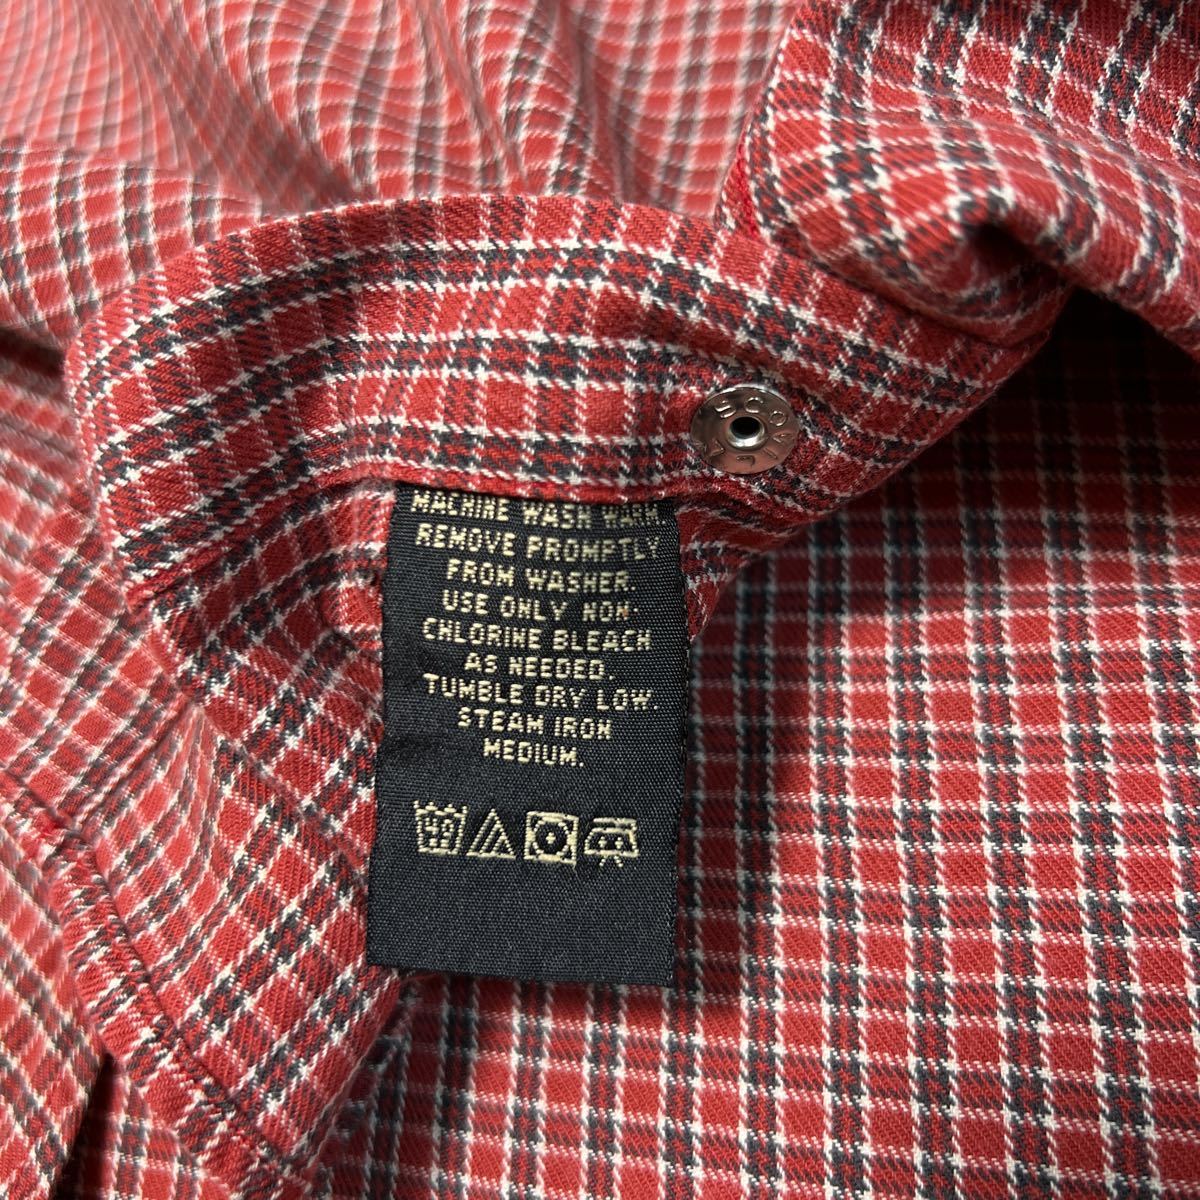 SCOVILL
MACHINE WASH WARM.
REMOVE PROMPTLY
FROM WASHER.
USE ONLY NON-
CHLORINE BLEACH
AS NEEDED.
TUMBLE DRY LOW.
STEAM IRON
MEDIUM.